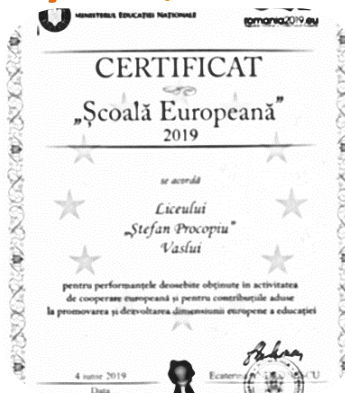 MINISTERUL EDUCAȚIEI NAȚIONALE
romania2019.eu
CERTIFICAT
„Școală Europeană”
2019
se acordă
Liceului
„Ștefan Procopiu”
Vaslui
pentru performanțele deosebite obținute în activitatea
de cooperare europeană și pentru contribuțiile aduse
la promovarea și dezvoltarea dimensiunii europene a educației
4 iunie 2019
Data